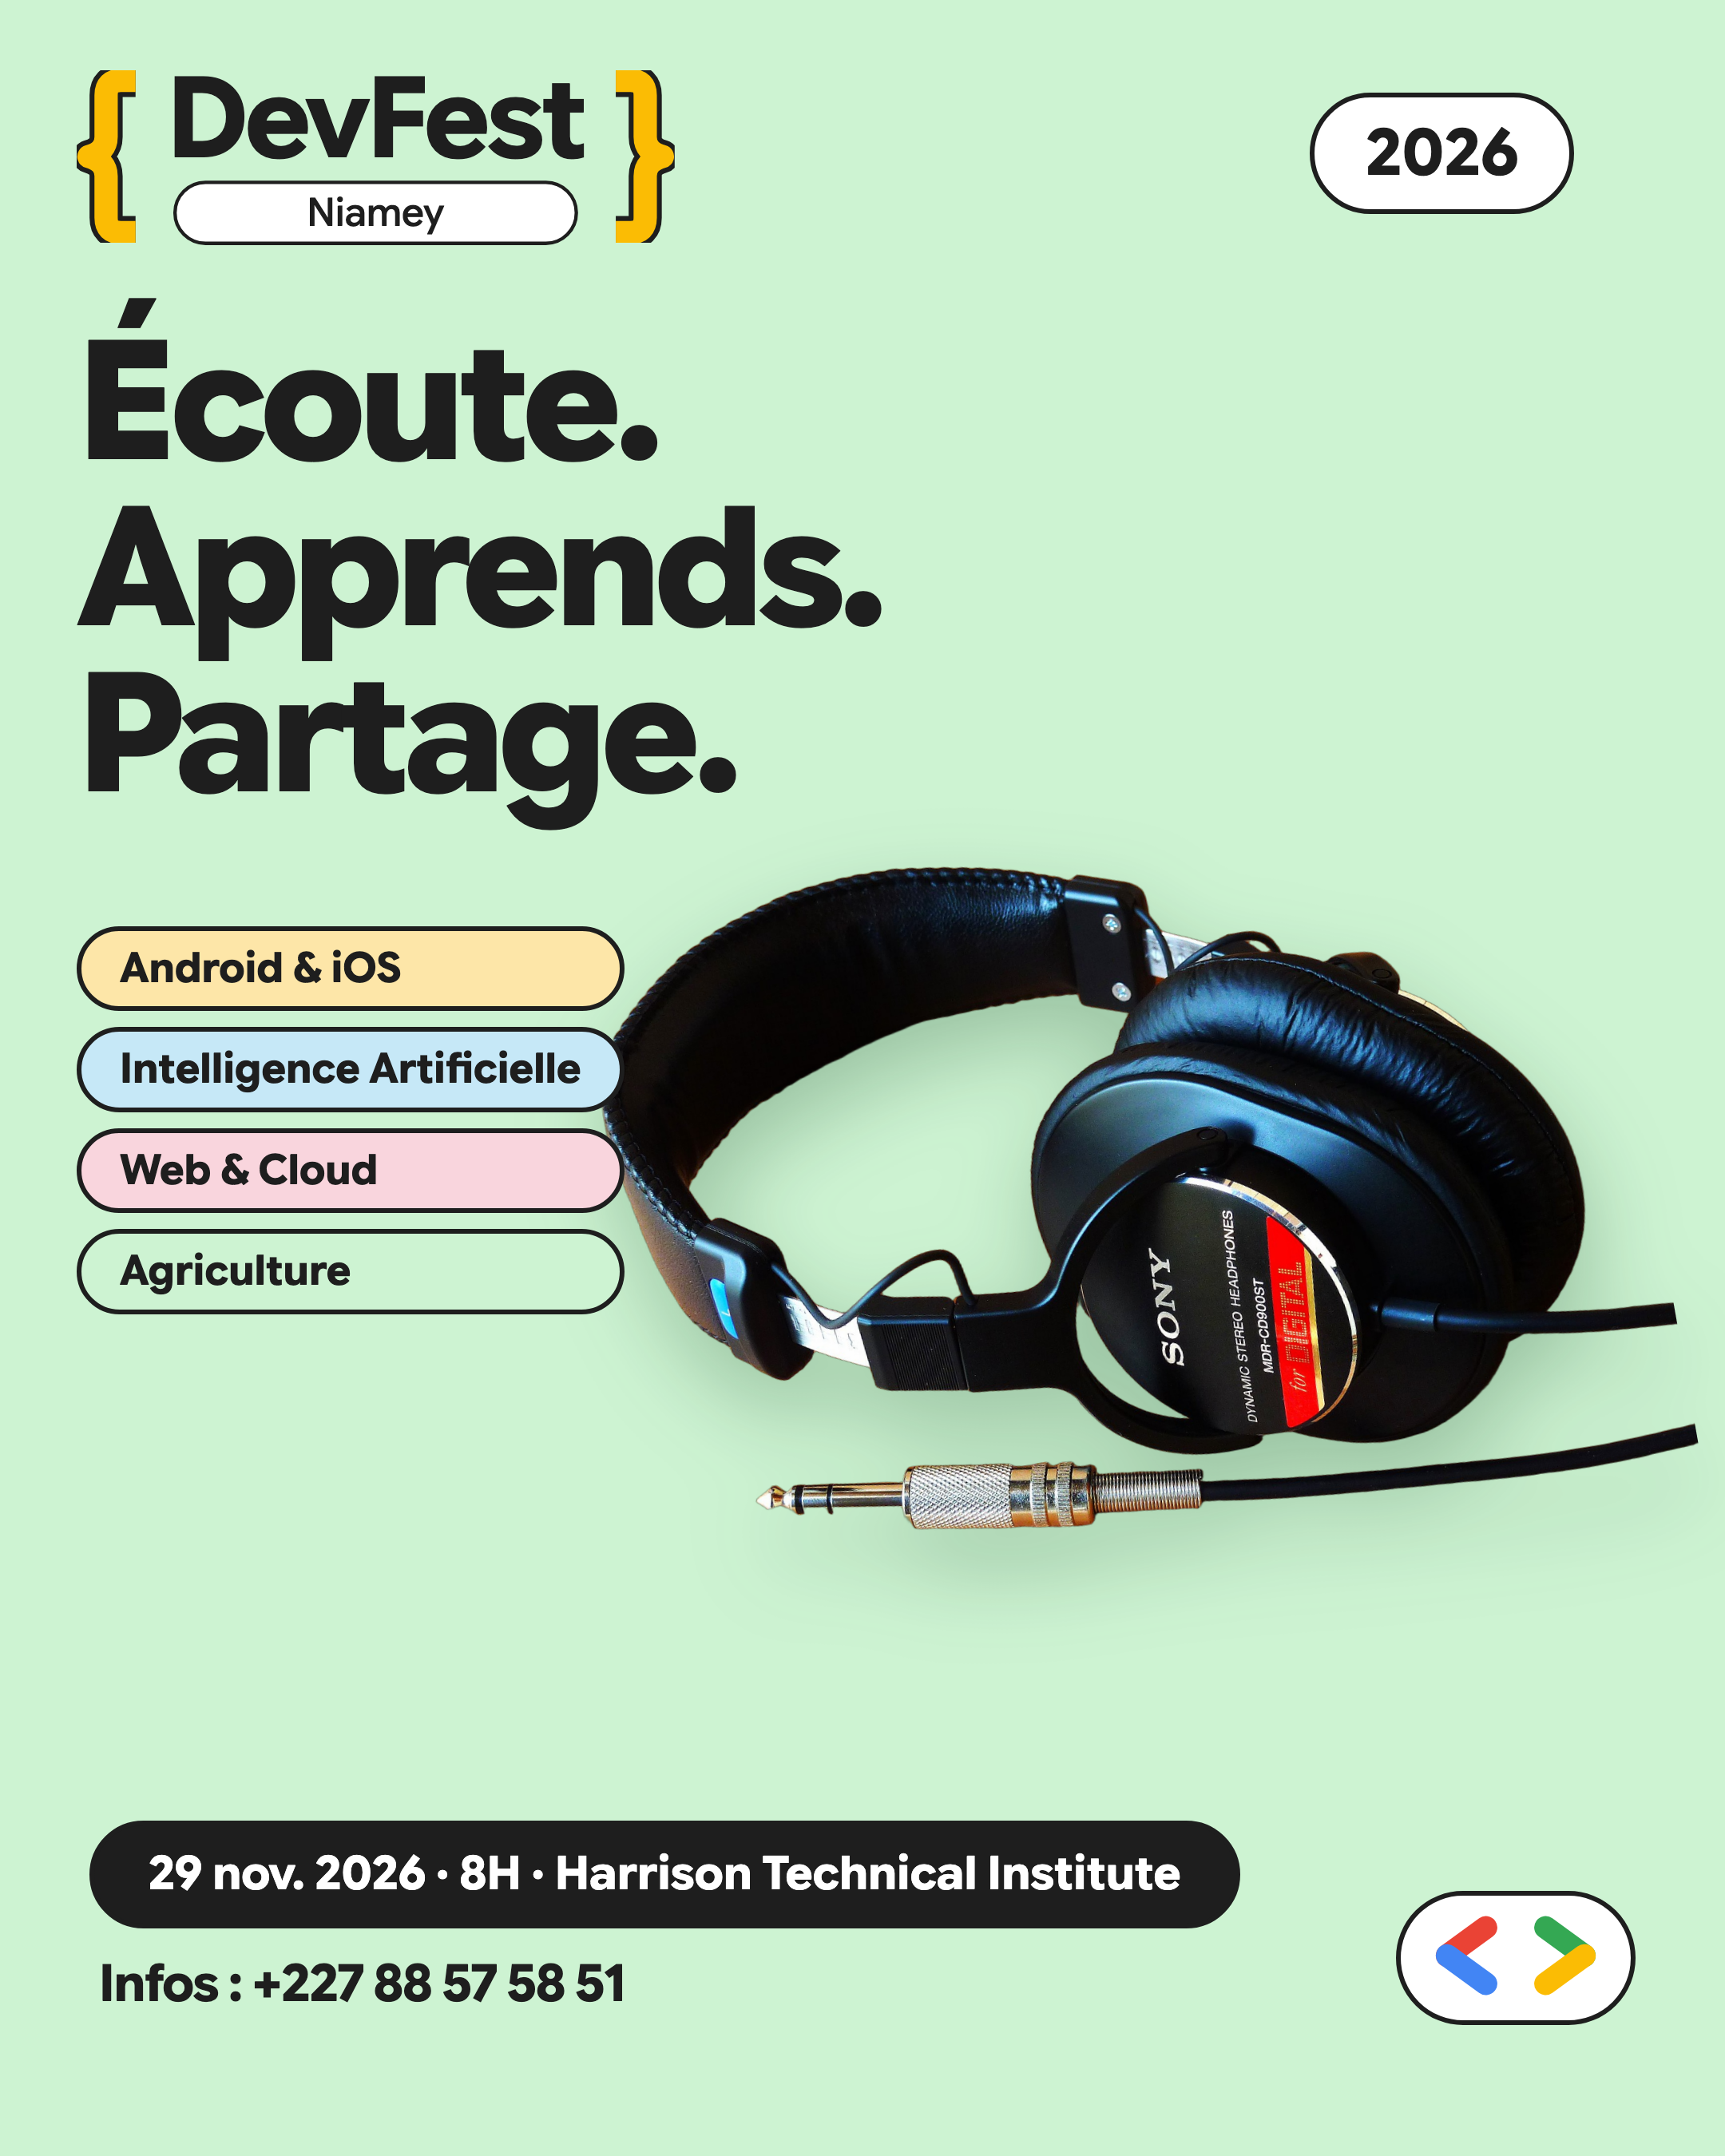 DevFest
Niamey
2026
Écoute.
Apprends.
Partage.
Android & iOS
Intelligence Artificielle
Web & Cloud
Agriculture
SONY
DYNAMIC STEREO HEADPHONES
MDR-CD900ST
for DIGITAL
29 nov. 2026 · 8H · Harrison Technical Institute
Infos : +227 88 57 58 51